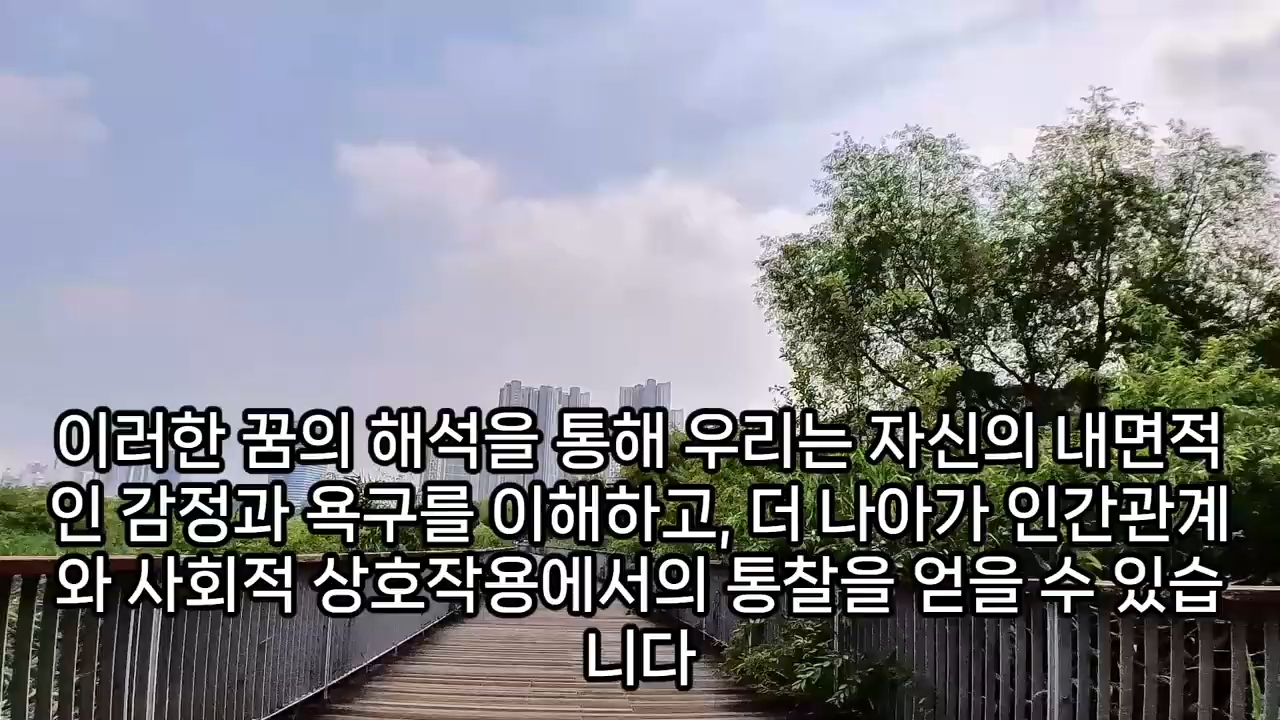 이러한 꿈의 해석을 통해 우리는 자신의 내면적
인 감정과 욕구를 이해하고, 더 나아가 인간관계
와 사회적 상호작용에서의 통찰을 얻을 수 있습
니다